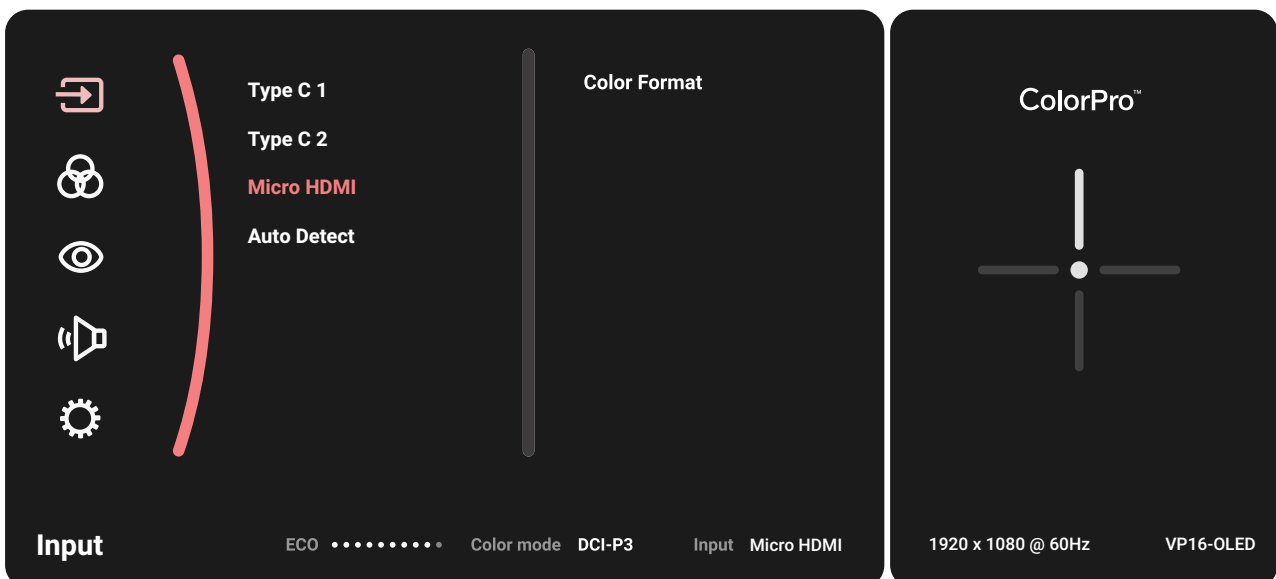 Type C 1
Type C 2
Micro HDMI
Auto Detect
Color Format
Input
ECO
Color mode DCI-P3
Input Micro HDMI
ColorPro™
1920 x 1080 @ 60Hz
VP16-OLED